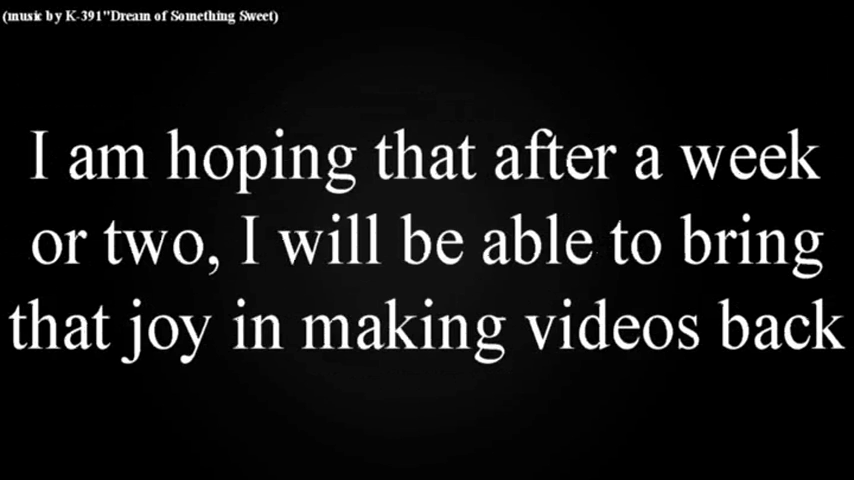 (music by K-391"Dream of Something Sweet)
I am hoping that after a week
or two, I will be able to bring
that joy in making videos back